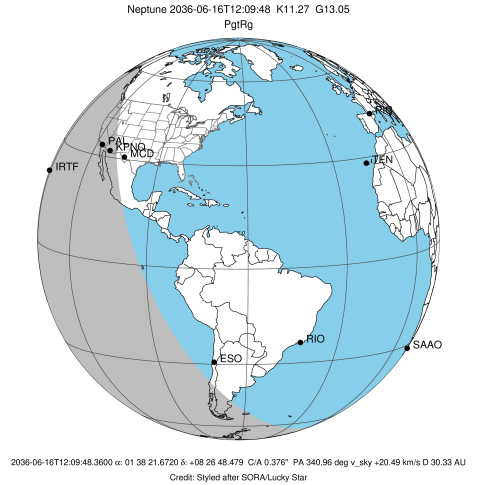 Neptune 2036-06-16T12:09:48 K11.27 G13.05
PgtRg
PAL
KPNO
MCD
IRTF
TEN
RIO
ESO
SAAO
2036-06-16T12:09:48.3600 α: 01 38 21.6720 δ: +08 26 48.479 C/A 0.376" PA 340.96 deg v_sky +20.49 km/s D 30.33 AU
Credit: Styled after SORA/Lucky Star